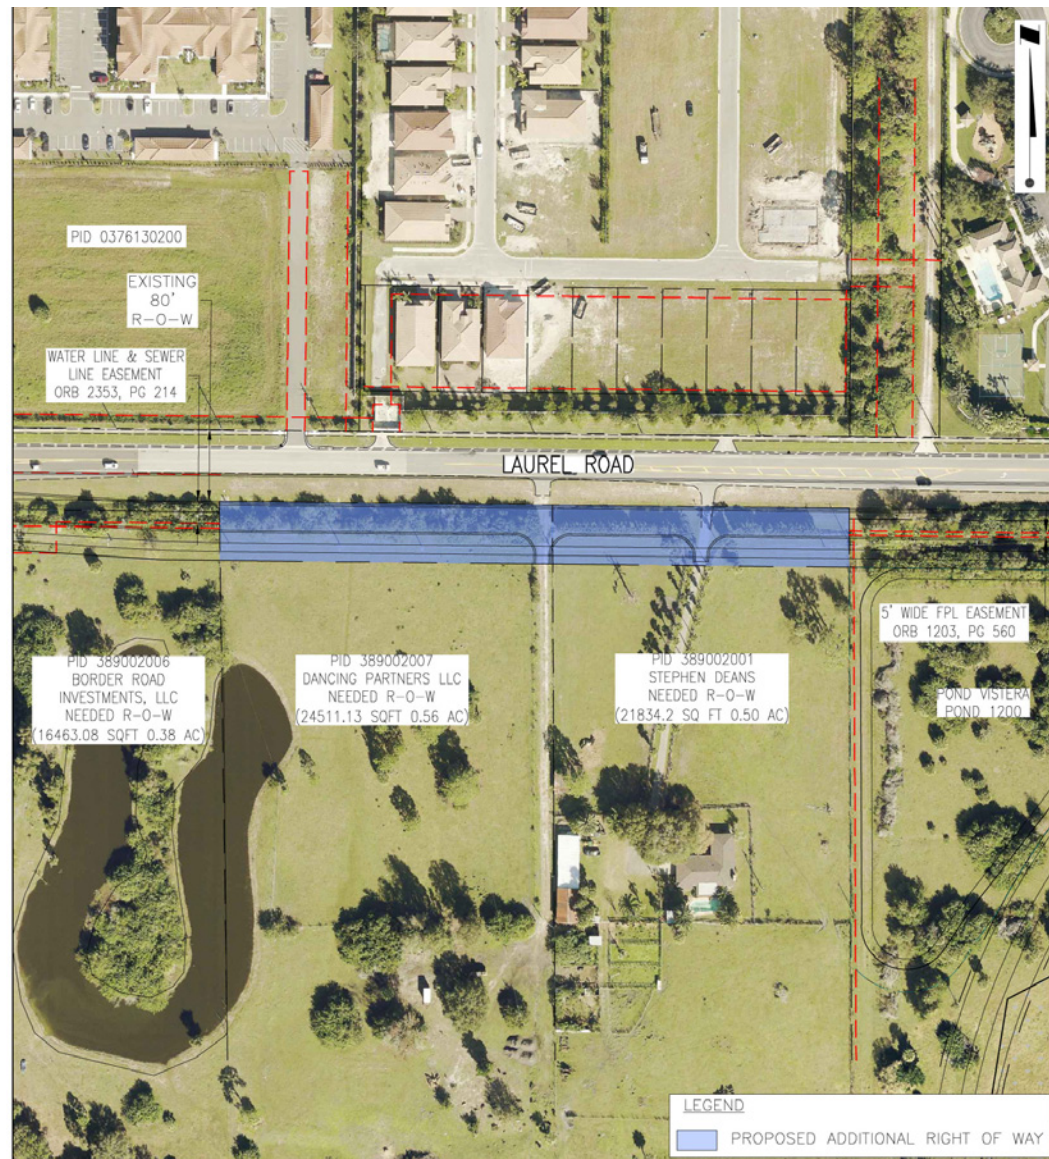 PID 0376130200
EXISTING
80'
R-O-W
WATER LINE & SEWER
LINE EASEMENT
ORB 2353, PG 214
LAUREL ROAD
5' WIDE FPL EASEMENT
ORB 1203, PG 560
PID 389002006
BORDER ROAD
INVESTMENTS, LLC
NEEDED R-O-W
(16463.08 SQFT 0.38 AC)
PID 389002007
DANCING PARTNERS LLC
NEEDED R-O-W
(24511.13 SQFT 0.56 AC)
PID 389002001
STEPHEN DEANS
NEEDED R-O-W
(21834.2 SQ FT 0.50 AC)
POND VISTERA
POND 1200
LEGEND
PROPOSED ADDITIONAL RIGHT OF WAY